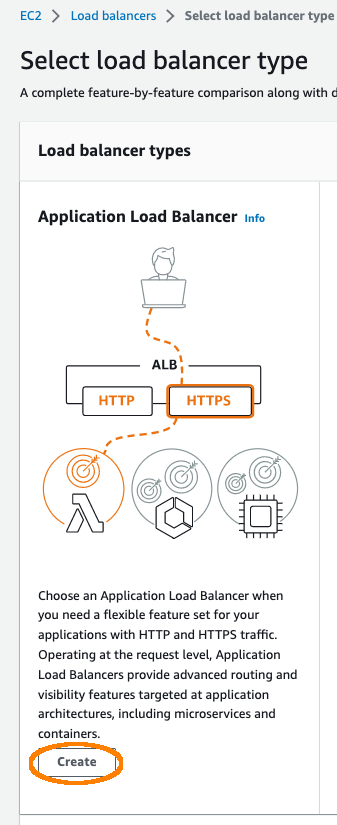 EC2 > Load balancers > Select load balancer type
Select load balancer type
A complete feature-by-feature comparison along with
Load balancer types
Application Load Balancer Info
ALB
HTTP HTTPS
Choose an Application Load Balancer when
you need a flexible feature set for your
applications with HTTP and HTTPS traffic.
Operating at the request level, Application
Load Balancers provide advanced routing and
visibility features targeted at application
architectures, including microservices and
containers.
Create